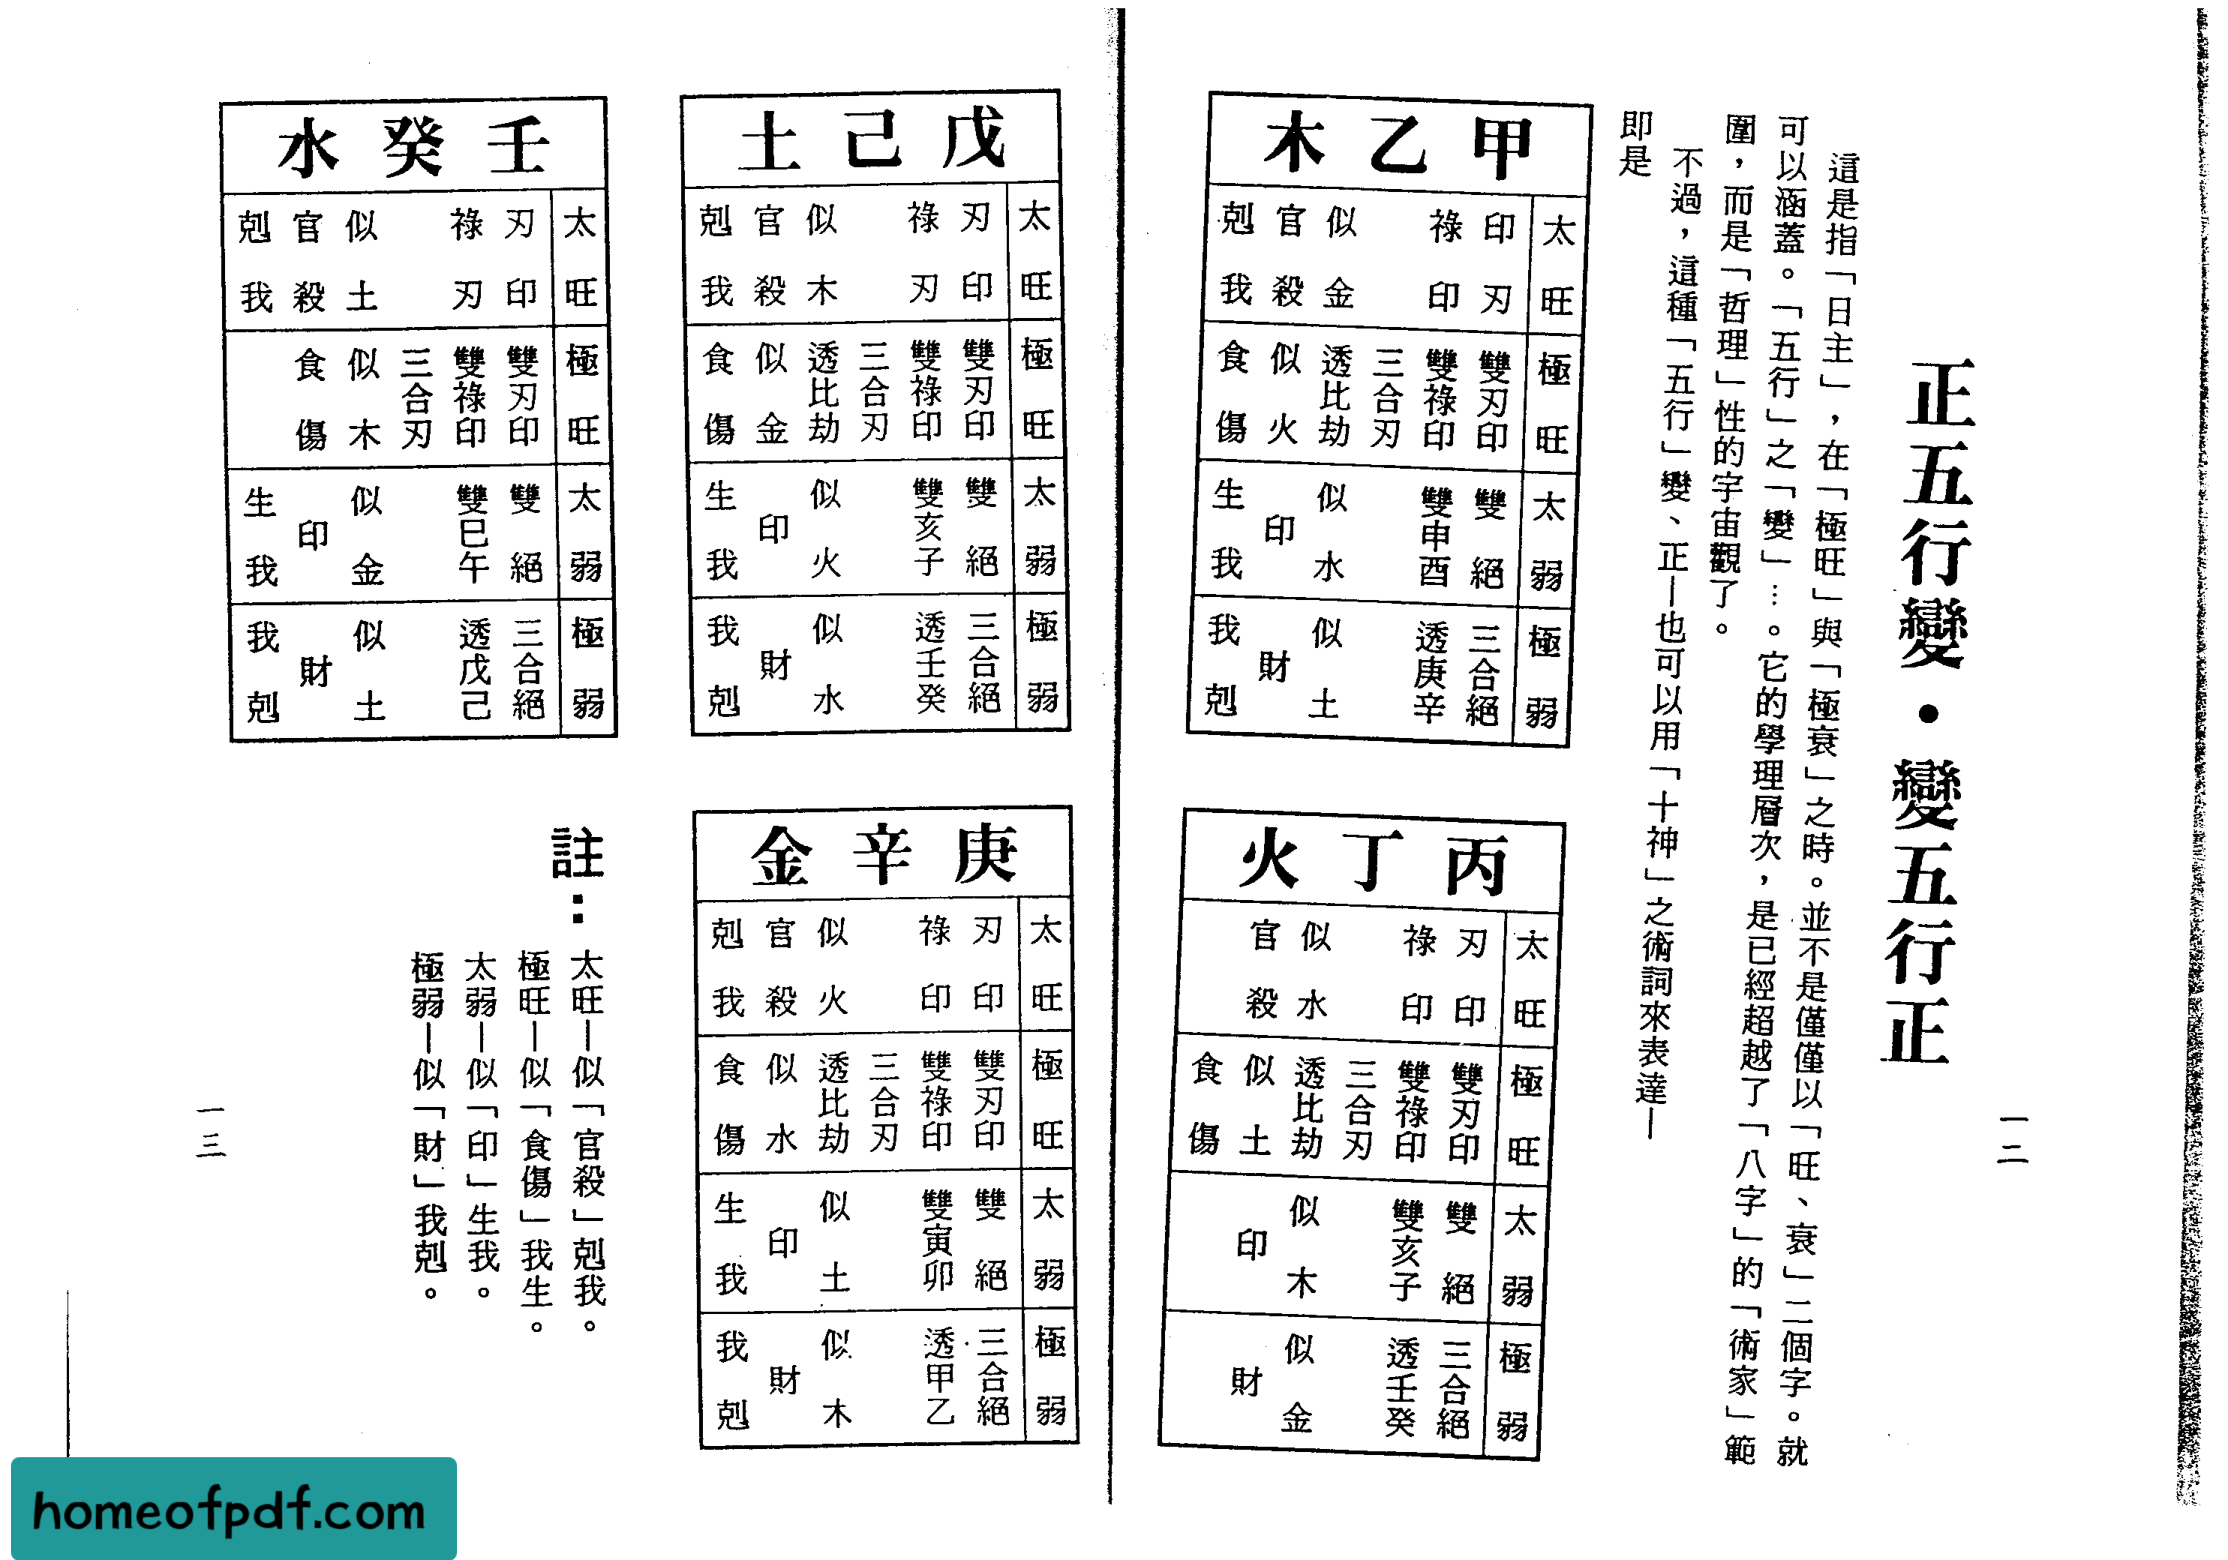 正五行變・變五行正
這是指「日主」，在「極旺」與「極衰」之時。並不是僅僅以「旺、衰」二個字。就
可以涵蓋。「五行」之「變」…。它的學理層次，是已經超越了「八字」的「術家」範
圍，而是「哲理」性的字宙觀了。
不過，這種「五行」變、正—也可以用「十神」之術詞來表達—
即是
甲乙木
太旺
印刃
祿印
似金
官殺
剋我
極旺
雙刃印
雙祿印
三合刃
透比劫
似火
食傷
太弱
雙絕
雙申酉
似水
印
生我
極弱
三合絕
透庚辛
似土
財
我剋
丙丁火
太旺
刃印
祿印
似水
官殺
極旺
雙刃印
雙祿印
三合刃
透比劫
似土
食傷
太弱
雙絕
雙亥子
似木
印
極弱
三合絕
透壬癸
似金
財
一二
戊己土
太旺
刃印
祿刃
似木
官殺
剋我
極旺
雙刃印
雙祿印
三合刃
透比劫
似金
食傷
太弱
雙絕
雙亥子
似火
印
生我
極弱
三合絕
透壬癸
似水
財
我剋
庚辛金
太旺
刃印
祿印
似火
官殺
剋我
極旺
雙刃印
雙祿印
三合刃
透比劫
似水
食傷
太弱
雙絕
雙寅卯
似土
印
生我
極弱
三合絕
透甲乙
似木
財
我剋
壬癸水
太旺
刃印
祿刃
似土
官殺
剋我
極旺
雙刃印
雙祿印
三合刃
似木
食傷
太弱
雙絕
雙巳午
似金
印
生我
極弱
三合絕
透戊己
似土
財
我剋
註：太旺—似「官殺」剋我。
極旺—似「食傷」我生。
太弱—似「印」生我。
極弱—似「財」我剋。
一三
homeofpdf.com